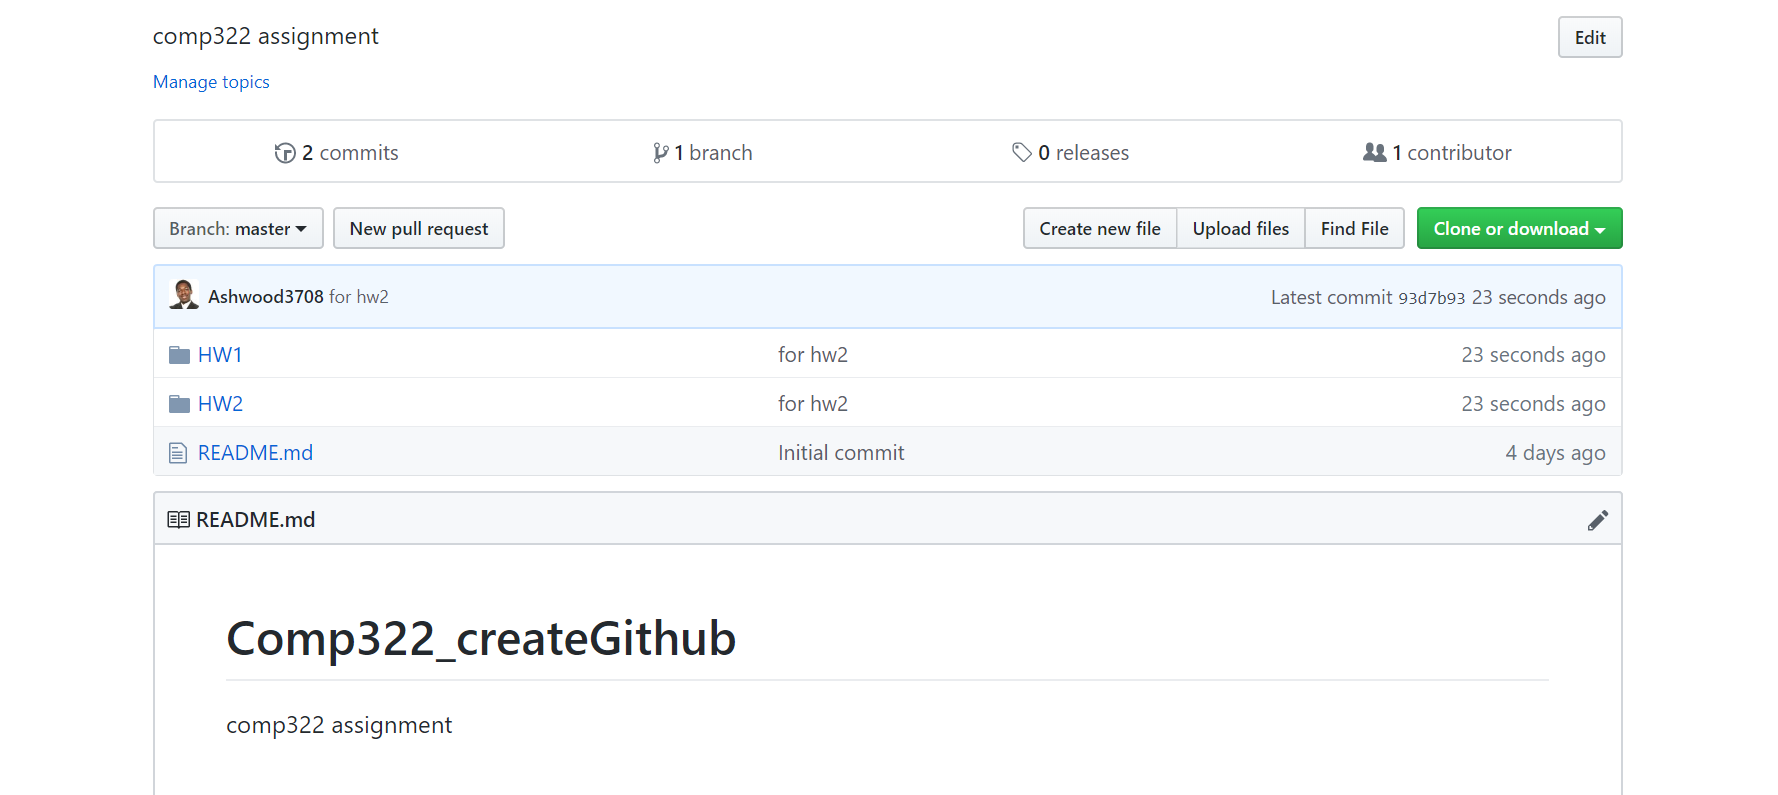 comp322 assignment
Edit
Manage topics
2 commits
1 branch
0 releases
1 contributor
Branch: master
New pull request
Create new file
Upload files
Find File
Clone or download
Ashwood3708 for hw2
Latest commit 93d7b93 23 seconds ago
HW1 for hw2 23 seconds ago
HW2 for hw2 23 seconds ago
README.md Initial commit 4 days ago
README.md
Comp322_createGithub
comp322 assignment